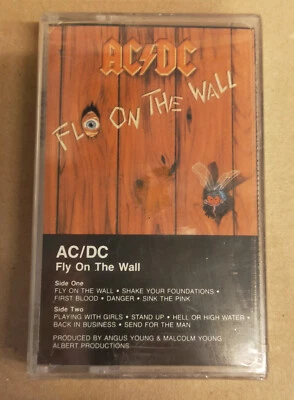 AC/DC
FLY ON THE WALL
AC/DC
Fly On The Wall
Side One
FLY ON THE WALL • SHAKE YOUR FOUNDATIONS •
FIRST BLOOD • DANGER • SINK THE PINK
Side Two
PLAYING WITH GIRLS • STAND UP • HELL OR HIGH WATER •
BACK IN BUSINESS • SEND FOR THE MAN
PRODUCED BY ANGUS YOUNG & MALCOLM YOUNG
ALBERT PRODUCTIONS